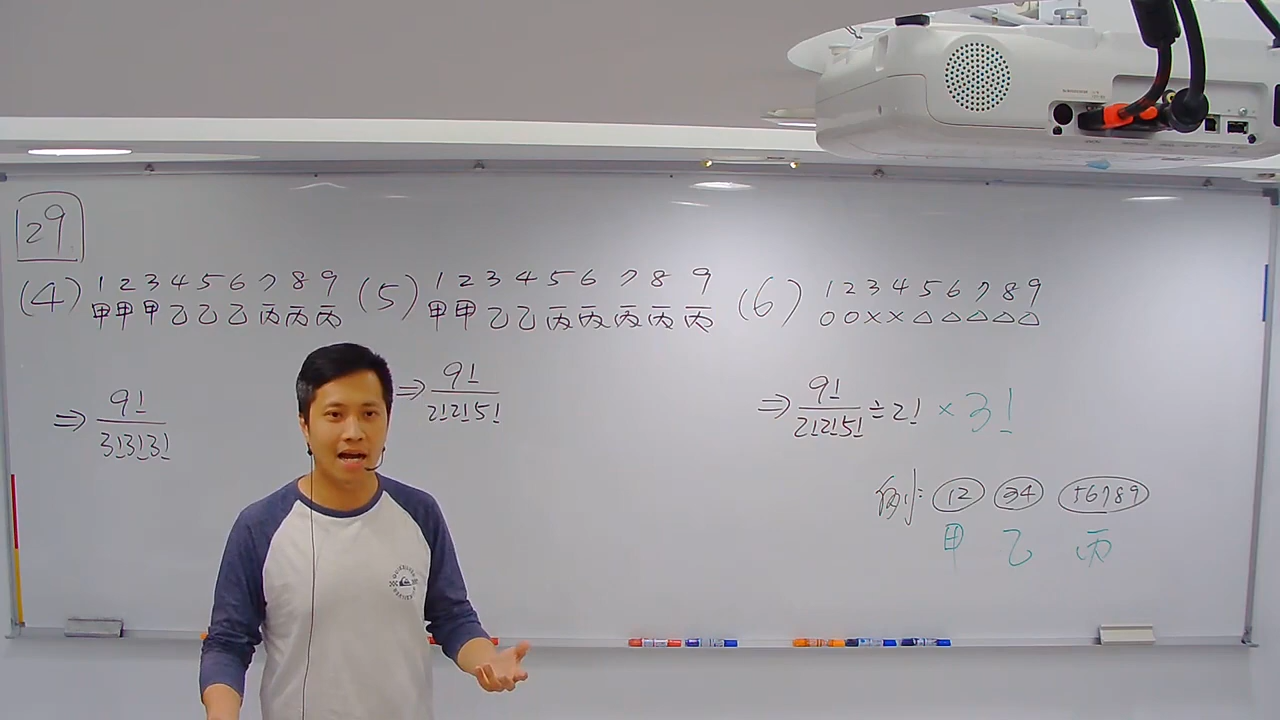 29
(4) 1 2 3 4 5 6 7 8 9
甲甲甲乙乙乙丙丙丙
⇒ 9! / 3!3!3!
(5) 1 2 3 4 5 6 7 8 9
甲甲乙乙丙丙丙丙丙
⇒ 9! / 2!2!5!
(6) 1 2 3 4 5 6 7 8 9
○○××△△△△△
⇒ 9! / 2!2!5! ÷ 2! × 3!
例: 12 34 56789
甲 乙 丙
QUIKSILVER